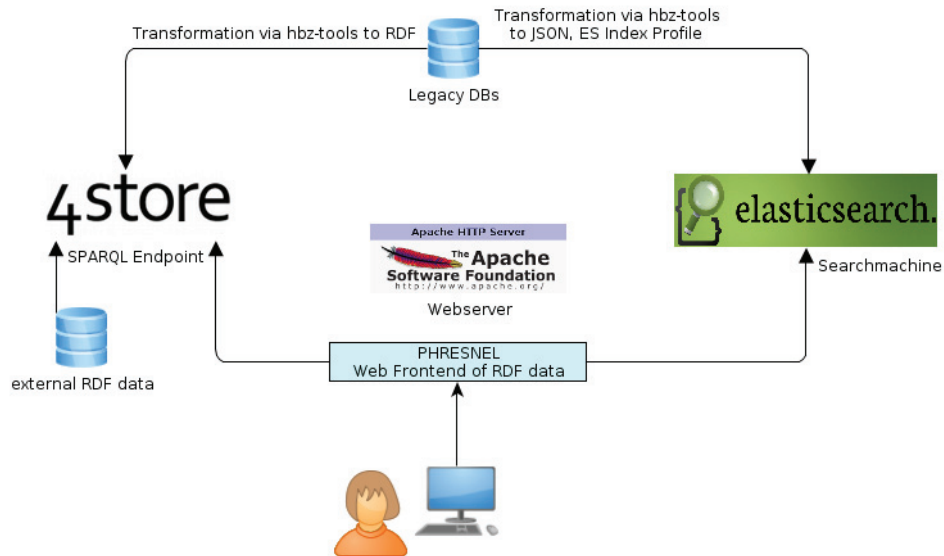 Transformation via hbz-tools to RDF
Transformation via hbz-tools
to JSON, ES Index Profile
Legacy DBs
4store
SPARQL Endpoint
elasticsearch.
Searchmachine
Apache HTTP Server
The Apache
Software Foundation
http://www.apache.org/
Webserver
external RDF data
PHRESNEL
Web Frontend of RDF data